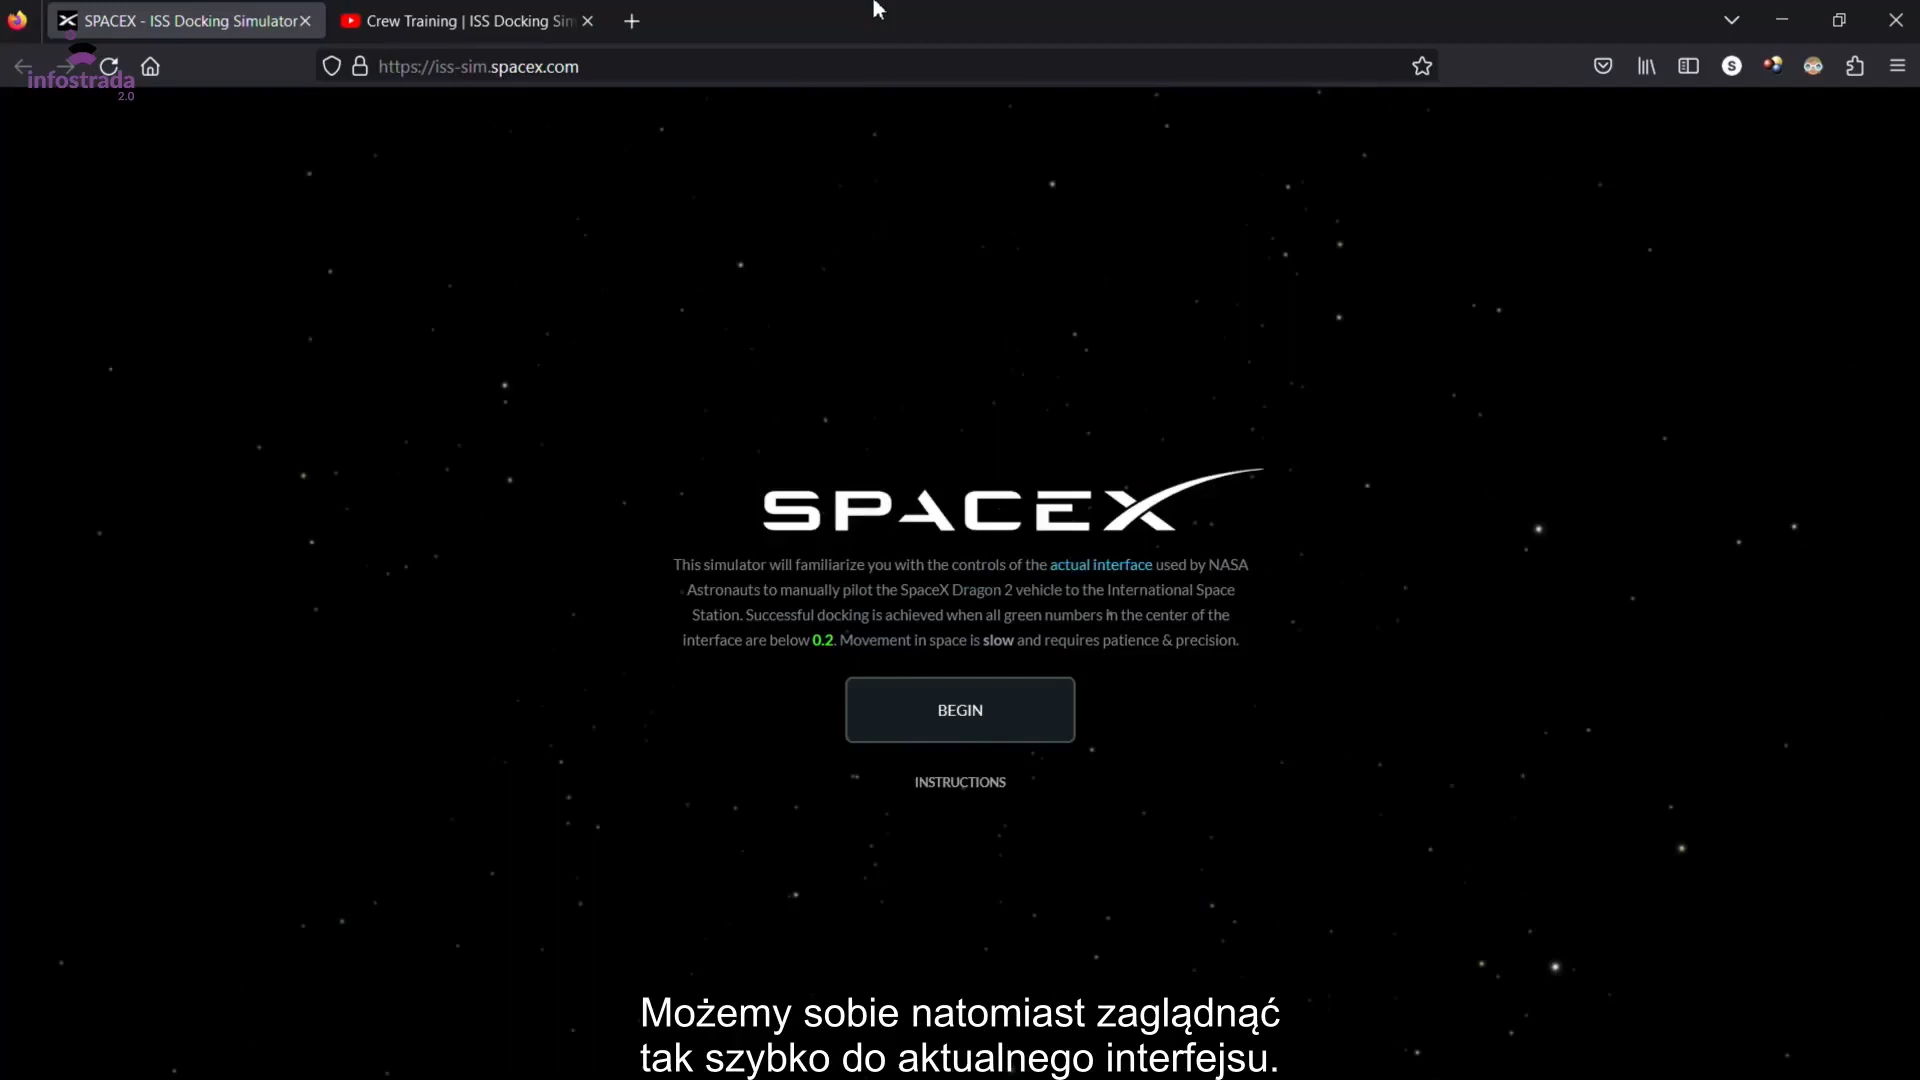 SPACEX - ISS Docking Simulator
Crew Training | ISS Docking Sim
https://iss-sim.spacex.com
infostrada
2.0
S
SPACEX
This simulator will familiarize you with the controls of the actual interface used by NASA
Astronauts to manually pilot the SpaceX Dragon 2 vehicle to the International Space
Station. Successful docking is achieved when all green numbers in the center of the
interface are below 0.2. Movement in space is slow and requires patience & precision.
BEGIN
INSTRUCTIONS
Możemy sobie natomiast zaglądnąć
tak szybko do aktualnego interfejsu.